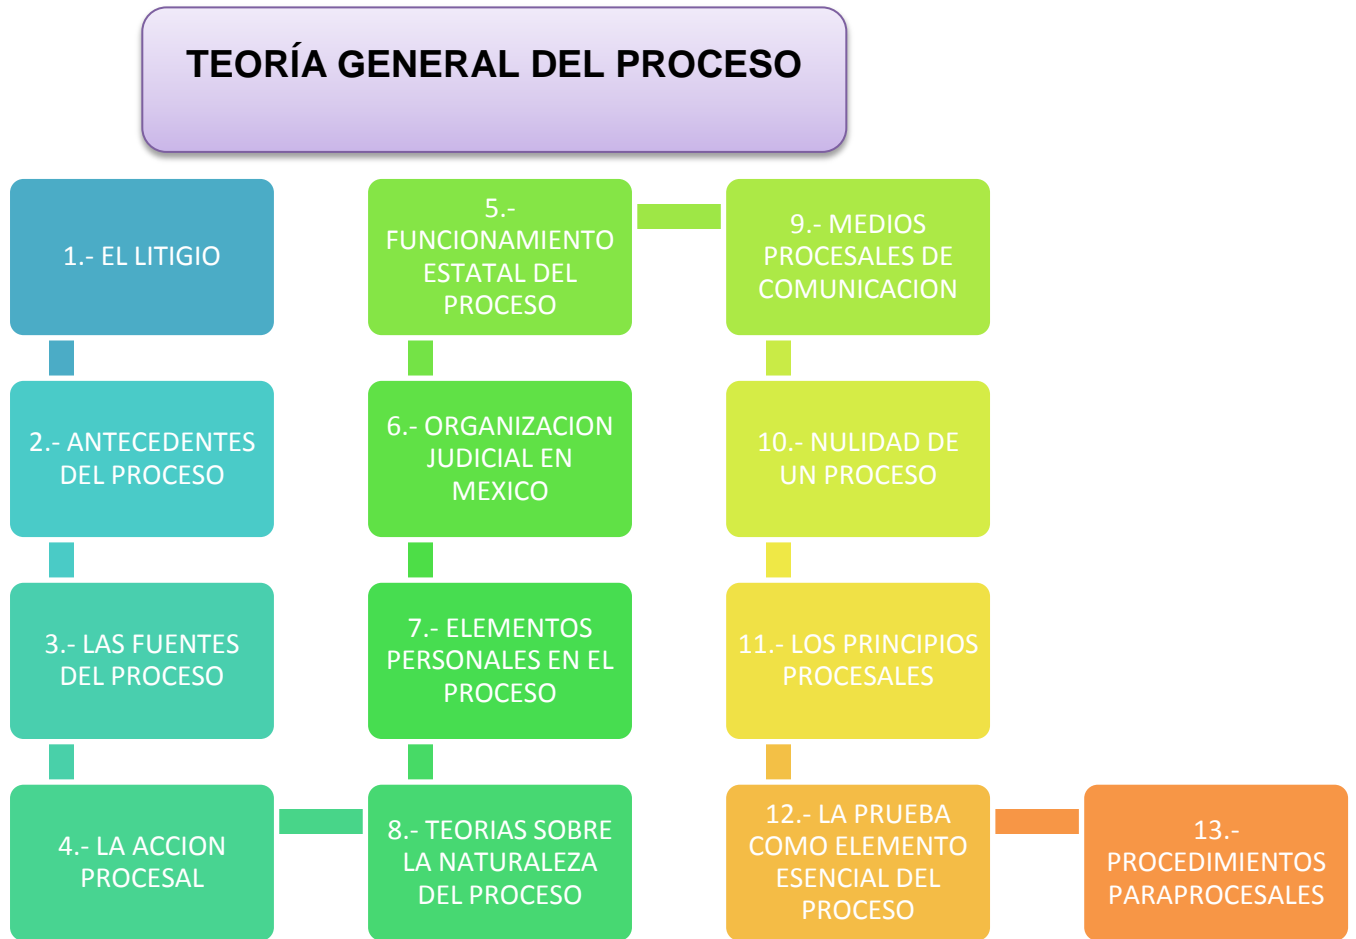 TEORÍA GENERAL DEL PROCESO
1.- EL LITIGIO
2.- ANTECEDENTES
DEL PROCESO
3.- LAS FUENTES
DEL PROCESO
4.- LA ACCION
PROCESAL
5.-
FUNCIONAMIENTO
ESTATAL DEL
PROCESO
6.- ORGANIZACION
JUDICIAL EN
MEXICO
7.- ELEMENTOS
PERSONALES EN EL
PROCESO
8.- TEORIAS SOBRE
LA NATURALEZA
DEL PROCESO
9.- MEDIOS
PROCESALES DE
COMUNICACION
10.- NULIDAD DE
UN PROCESO
11.- LOS PRINCIPIOS
PROCESALES
12.- LA PRUEBA
COMO ELEMENTO
ESENCIAL DEL
PROCESO
13.-
PROCEDIMIENTOS
PARAPROCESALES